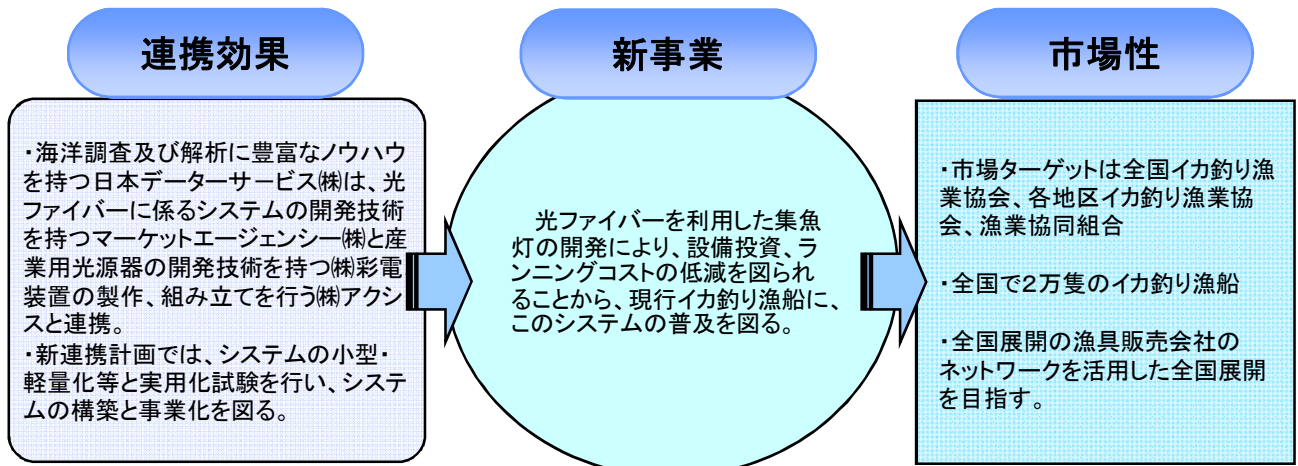 連携効果
・海洋調査及び解析に豊富なノウハウ
を持つ日本データーサービス㈱は、光
ファイバーに係るシステムの開発技術
を持つマーケットエージェンシー㈱と産
業用光源器の開発技術を持つ㈱彩電
装置の製作、組み立てを行う㈱アクシ
スと連携。
・新連携計画では、システムの小型・
軽量化等と実用化試験を行い、システ
ムの構築と事業化を図る。
新事業
光ファイバーを利用した集魚
灯の開発により、設備投資、ラ
ンニングコストの低減を図られ
ることから、現行イカ釣り漁船に、
このシステムの普及を図る。
市場性
・市場ターゲットは全国イカ釣り漁
業協会、各地区イカ釣り漁業協
会、漁業協同組合
・全国で2万隻のイカ釣り漁船
・全国展開の漁具販売会社の
ネットワークを活用した全国展開
を目指す。